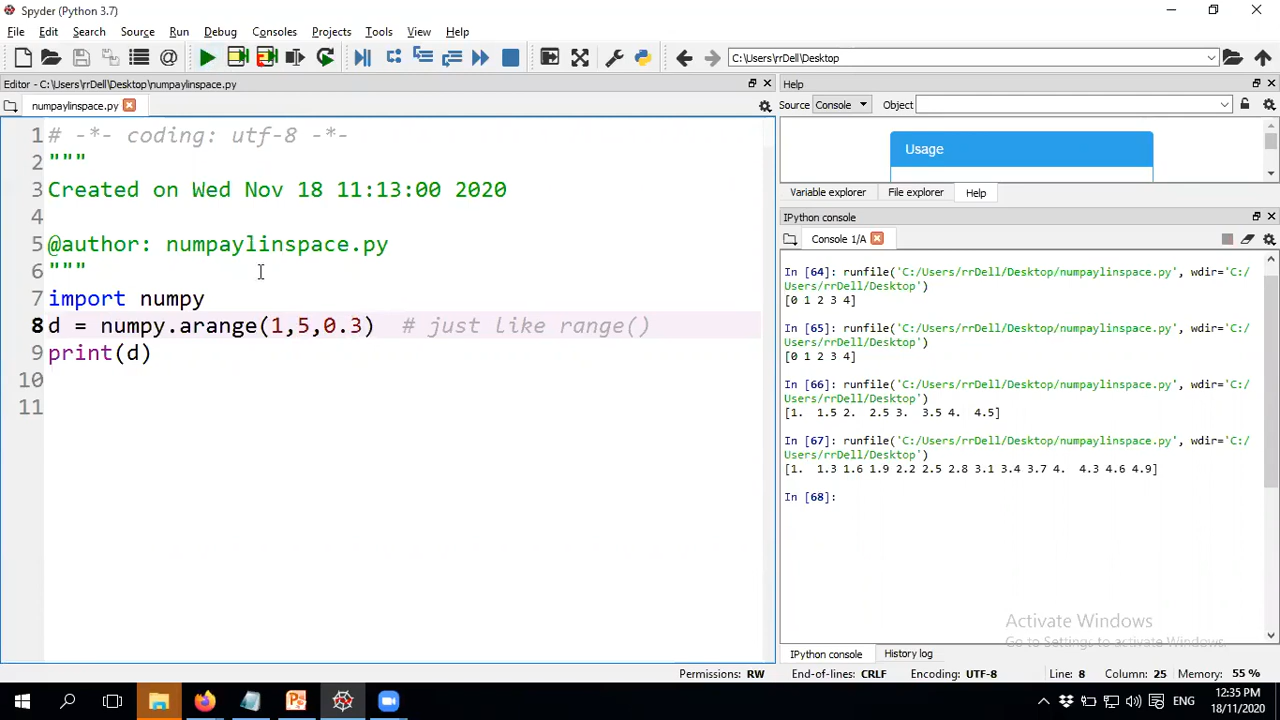 Spyder (Python 3.7)
File Edit Search Source Run Debug Consoles Projects Tools View Help
C:\Users\rrDell\Desktop
Editor - C:\Users\rrDell\Desktop\numpaylinspace.py
numpaylinspace.py
1 # -*- coding: utf-8 -*-
2 """
3 Created on Wed Nov 18 11:13:00 2020
4
5 @author: numpaylinspace.py
6 """
7 import numpy
8 d = numpy.arange(1,5,0.3)  # just like range()
9 print(d)
10
11
Help
Source Console Object
Usage
Variable explorer File explorer Help
IPython console
Console 1/A
In [64]: runfile('C:/Users/rrDell/Desktop/numpaylinspace.py', wdir='C:/
Users/rrDell/Desktop')
[0 1 2 3 4]
In [65]: runfile('C:/Users/rrDell/Desktop/numpaylinspace.py', wdir='C:/
Users/rrDell/Desktop')
[0 1 2 3 4]
In [66]: runfile('C:/Users/rrDell/Desktop/numpaylinspace.py', wdir='C:/
Users/rrDell/Desktop')
[1.  1.5 2.  2.5 3.  3.5 4.  4.5]
In [67]: runfile('C:/Users/rrDell/Desktop/numpaylinspace.py', wdir='C:/
Users/rrDell/Desktop')
[1.  1.3 1.6 1.9 2.2 2.5 2.8 3.1 3.4 3.7 4.  4.3 4.6 4.9]
In [68]:
Activate Windows
Go to Settings to activate Windows.
IPython console History log
Permissions: RW End-of-lines: CRLF Encoding: UTF-8 Line: 8 Column: 25 Memory: 55 %
ENG
12:35 PM
18/11/2020